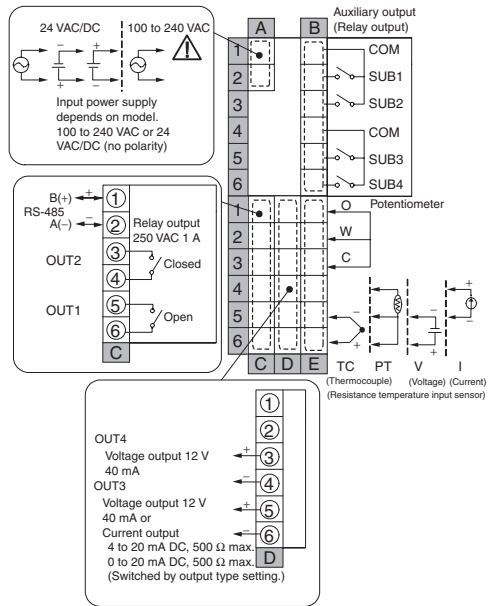 24 VAC/DC
100 to 240 VAC
− +
+ −
Input power supply
depends on model.
100 to 240 VAC or 24
VAC/DC (no polarity)
A
B
Auxiliary output
(Relay output)
1
2
3
4
5
6
COM
SUB1
SUB2
COM
SUB3
SUB4
1
2
3
4
5
6
C D E
Potentiometer
O
W
C
− +
− +
+ −
TC PT V I
(Thermocouple) (Voltage) (Current)
(Resistance temperature input sensor)
B(+) +
RS-485
A(−) −
OUT2
OUT1
1
2
3
4
5
6
C
Relay output
250 VAC 1 A
Closed
Open
1
2
3
4
5
6
D
OUT4
Voltage output 12 V +
40 mA
OUT3 −
Voltage output 12 V +
40 mA or
Current output −
4 to 20 mA DC, 500 Ω max.
0 to 20 mA DC, 500 Ω max.
(Switched by output type setting.)